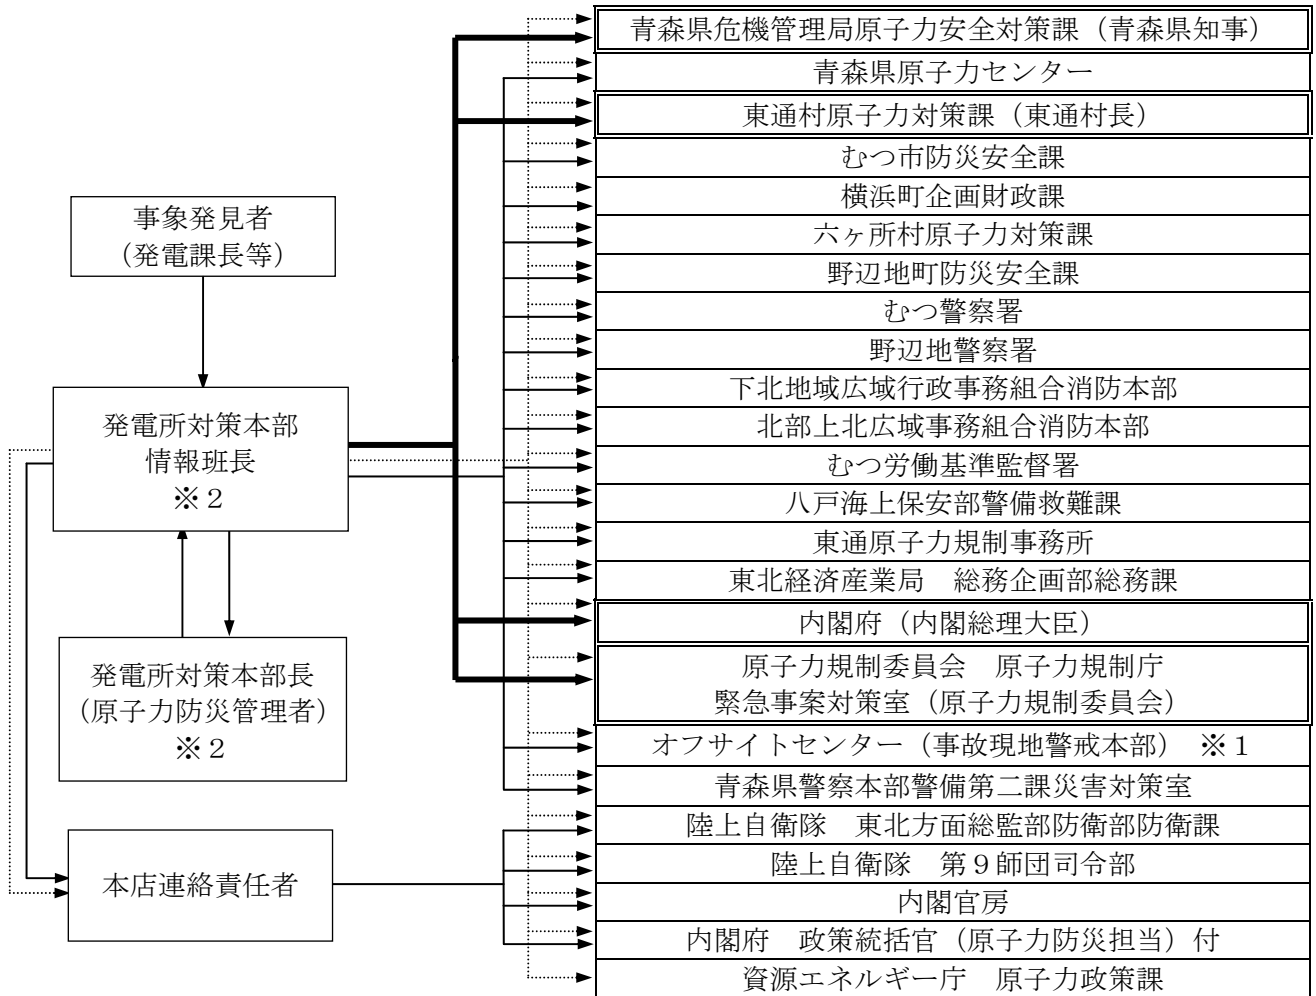 青森県危機管理局原子力安全対策課（青森県知事）
青森県原子力センター
東通村原子力対策課（東通村長）
むつ市防災安全課
横浜町企画財政課
六ヶ所村原子力対策課
野辺地町防災安全課
むつ警察署
野辺地警察署
下北地域広域行政事務組合消防本部
北部上北広域事務組合消防本部
むつ労働基準監督署
八戸海上保安部警備救難課
東通原子力規制事務所
東北経済産業局　総務企画部総務課
内閣府（内閣総理大臣）
原子力規制委員会　原子力規制庁
緊急事案対策室（原子力規制委員会）
オフサイトセンター（事故現地警戒本部）　※１
青森県警察本部警備第二課災害対策室
陸上自衛隊　東北方面総監部防衛部防衛課
陸上自衛隊　第９師団司令部
内閣官房
内閣府　政策統括官（原子力防災担当）付
資源エネルギー庁　原子力政策課
事象発見者
（発電課長等）
発電所対策本部
情報班長
※２
発電所対策本部長
（原子力防災管理者）
※２
本店連絡責任者